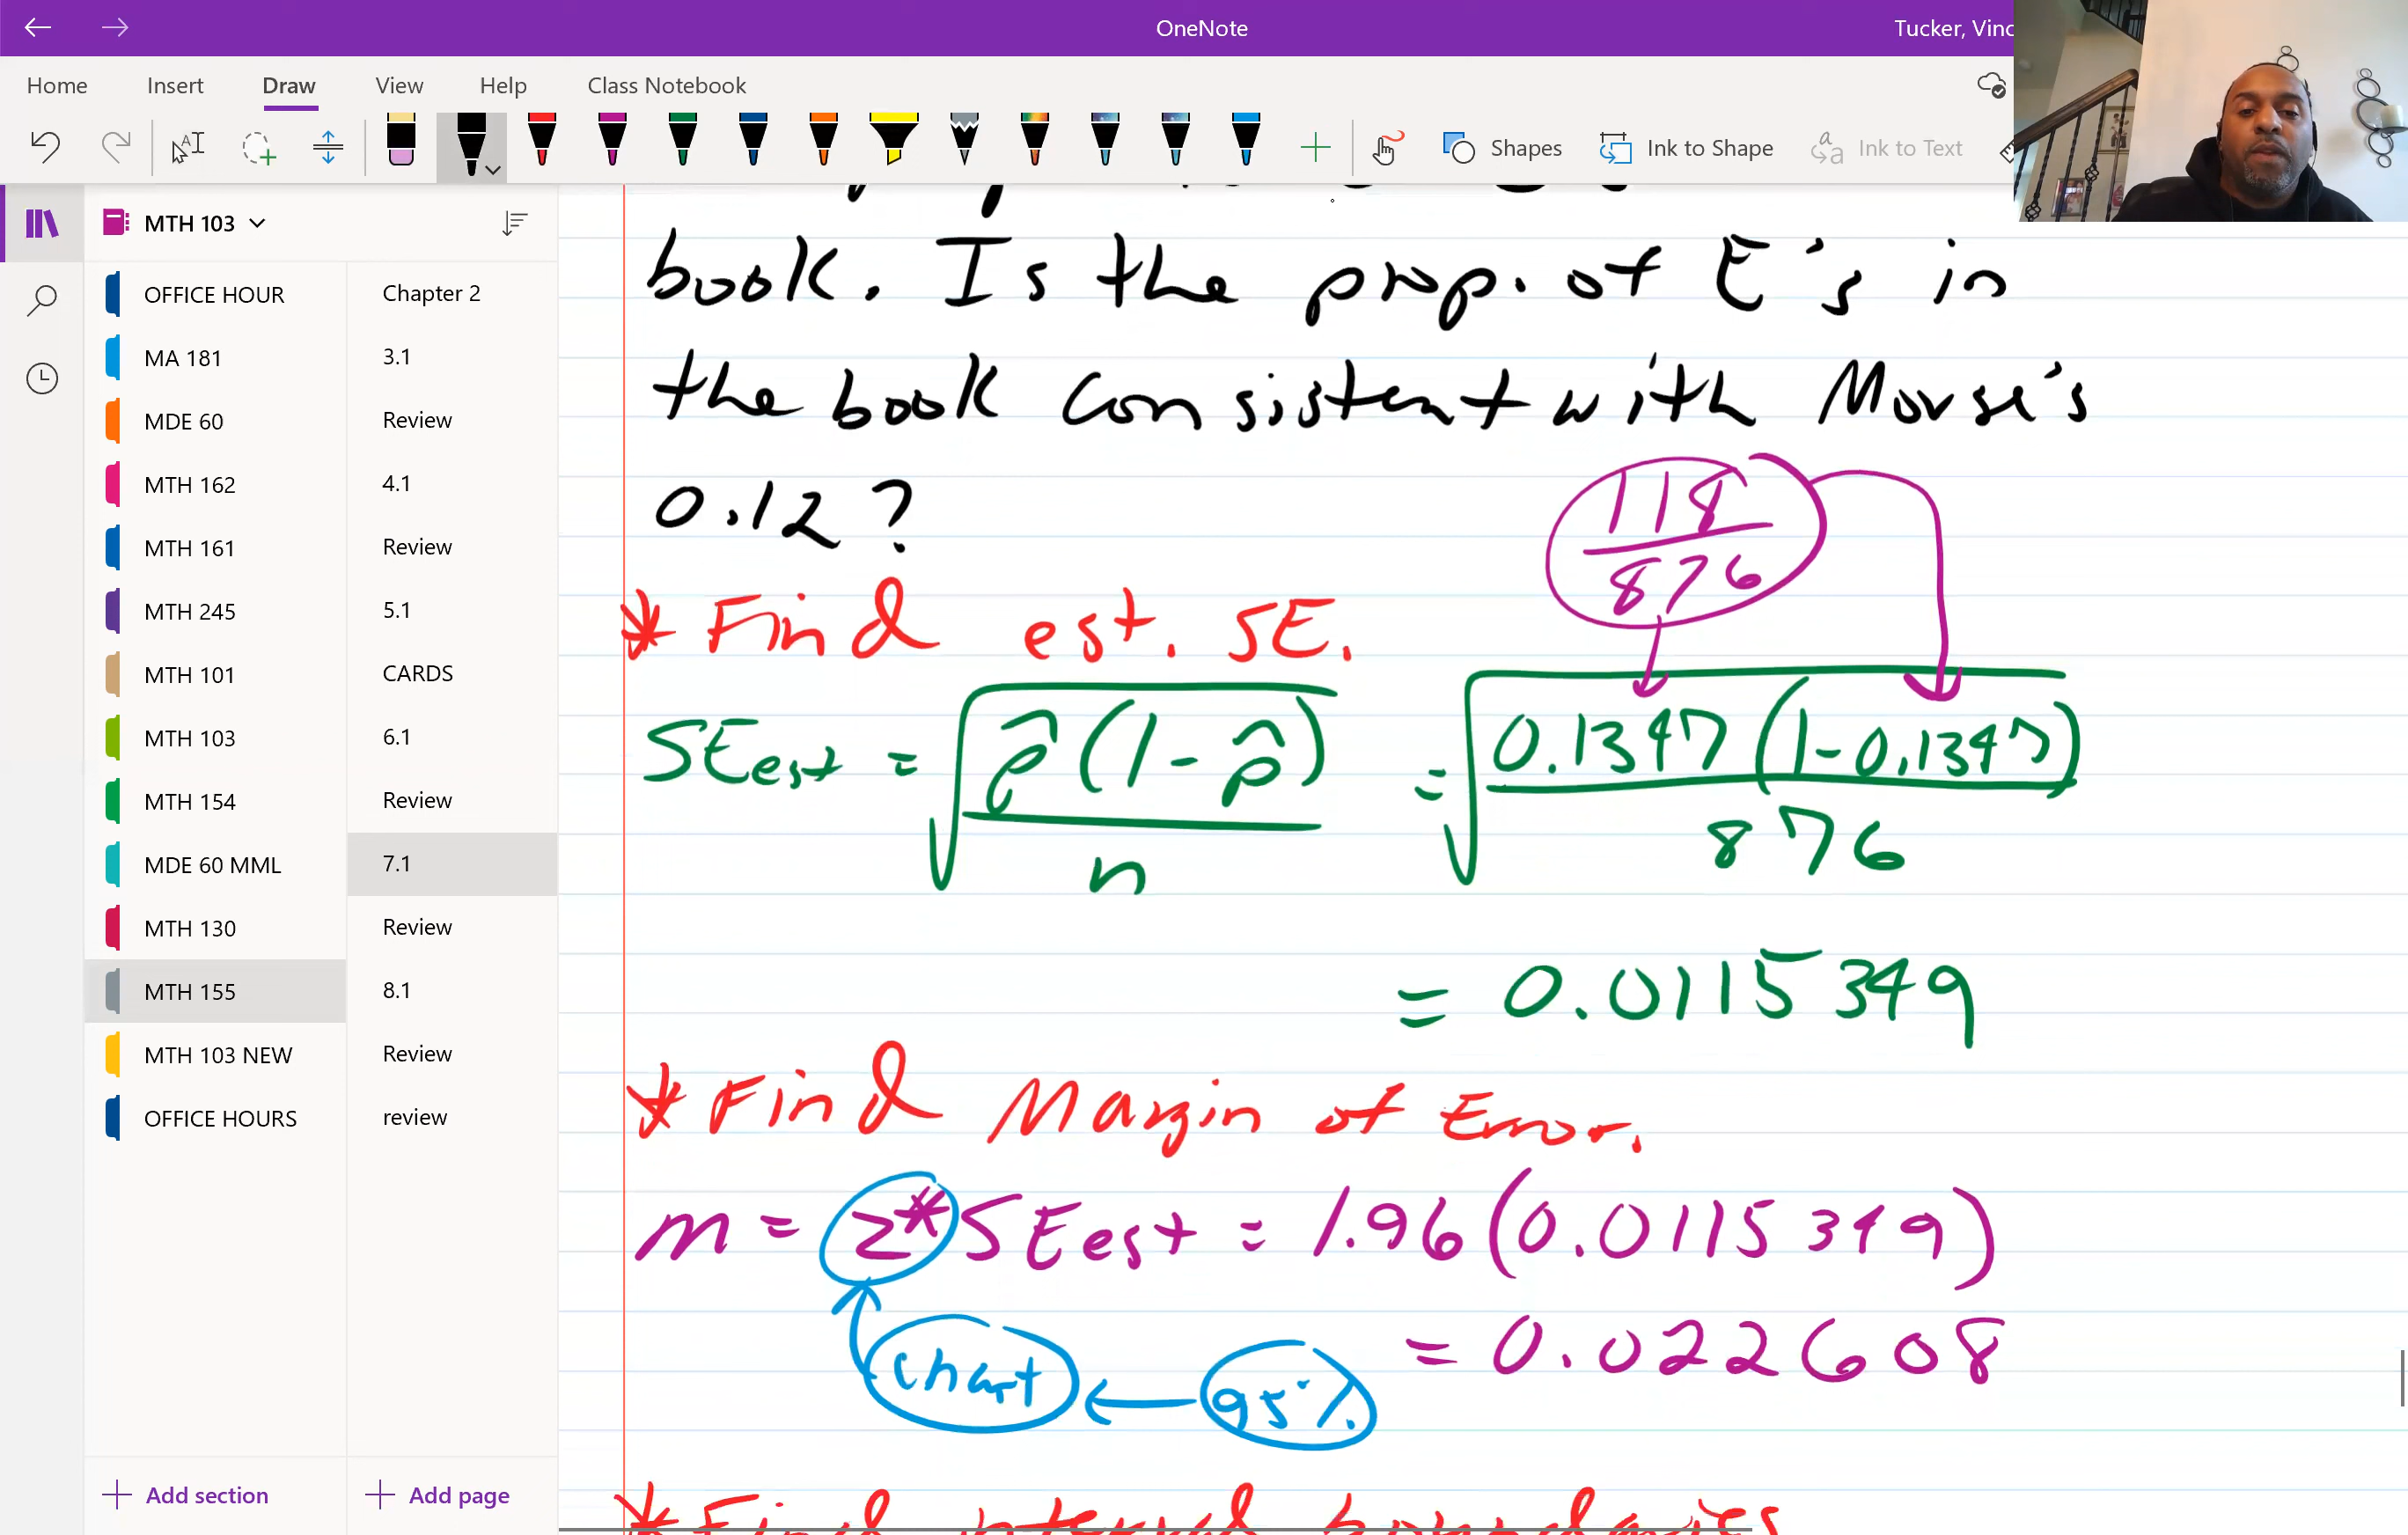 OneNote
Tucker, Vinc
Home Insert Draw View Help Class Notebook
Shapes Ink to Shape Ink to Text
MTH 103
OFFICE HOUR
MA 181
MDE 60
MTH 162
MTH 161
MTH 245
MTH 101
MTH 103
MTH 154
MDE 60 MML
MTH 130
MTH 155
MTH 103 NEW
OFFICE HOURS
Add section
Chapter 2
3.1
Review
4.1
Review
5.1
CARDS
6.1
Review
7.1
Review
8.1
Review
review
Add page
book. Is the prop. of E's in
the book consistent with Morse's
0.12?
118
876
* Find est. SE.
SEest = √ p̂ (1 - p̂) / n = √ 0.1347 (1 - 0.1347) / 876
= 0.0115349
* Find Margin of Error.
m = z* SEest = 1.96 (0.0115349)
chart ← 95%
= 0.022608
* Find interval boundaries